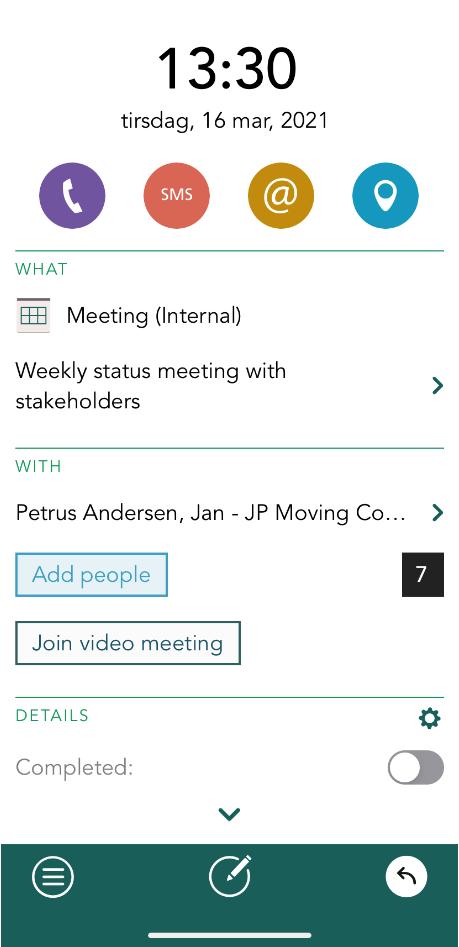 13:30
tirsdag, 16 mar, 2021
SMS
@
WHAT
Meeting (Internal)
Weekly status meeting with
stakeholders
WITH
Petrus Andersen, Jan - JP Moving Co...
Add people
7
Join video meeting
DETAILS
Completed: